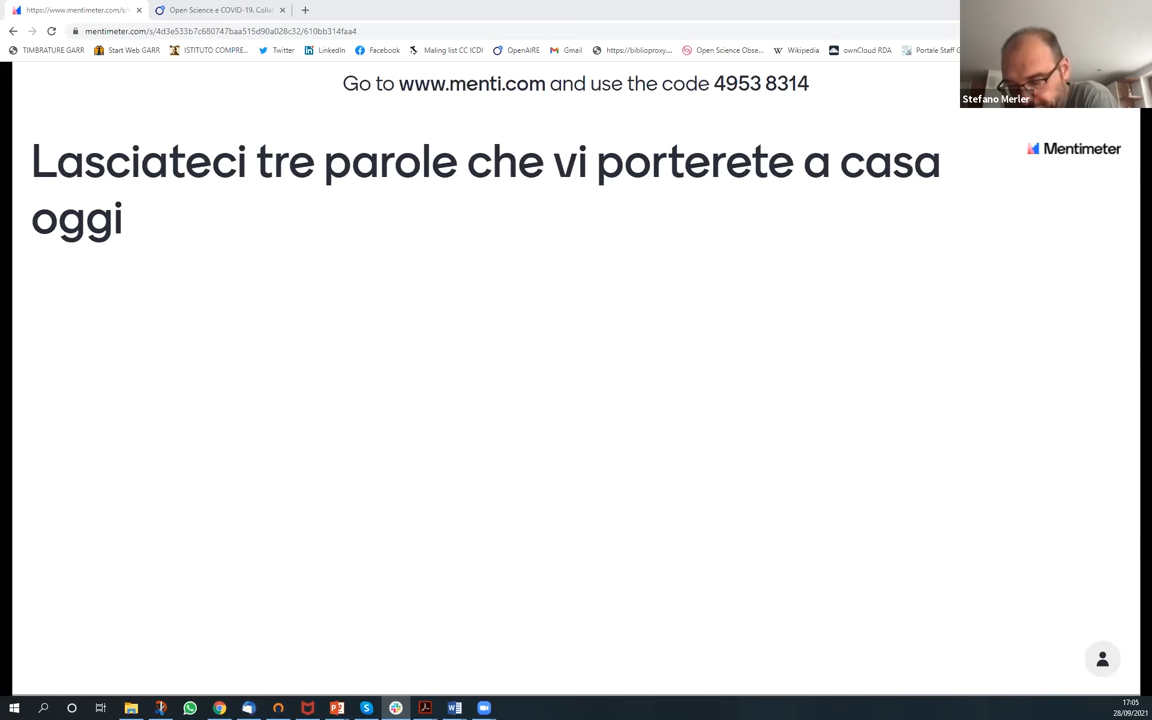 https://www.mentimeter.com/s/4
Open Science e COVID-19, Colla
mentimeter.com/s/4d3e533b7c680747baa515d90a028c32/610bb314faa4
TIMBRATURE GARR Start Web GARR ISTITUTO COMPRE... Twitter LinkedIn Facebook Maling list CC ICDI OpenAIRE Gmail https://biblioproxy.... Open Science Obse... Wikipedia ownCloud RDA Portale Staff G
Go to www.menti.com and use the code 4953 8314
Stefano Merler
Mentimeter
Lasciateci tre parole che vi porterete a casa
oggi
17:05
28/09/2021